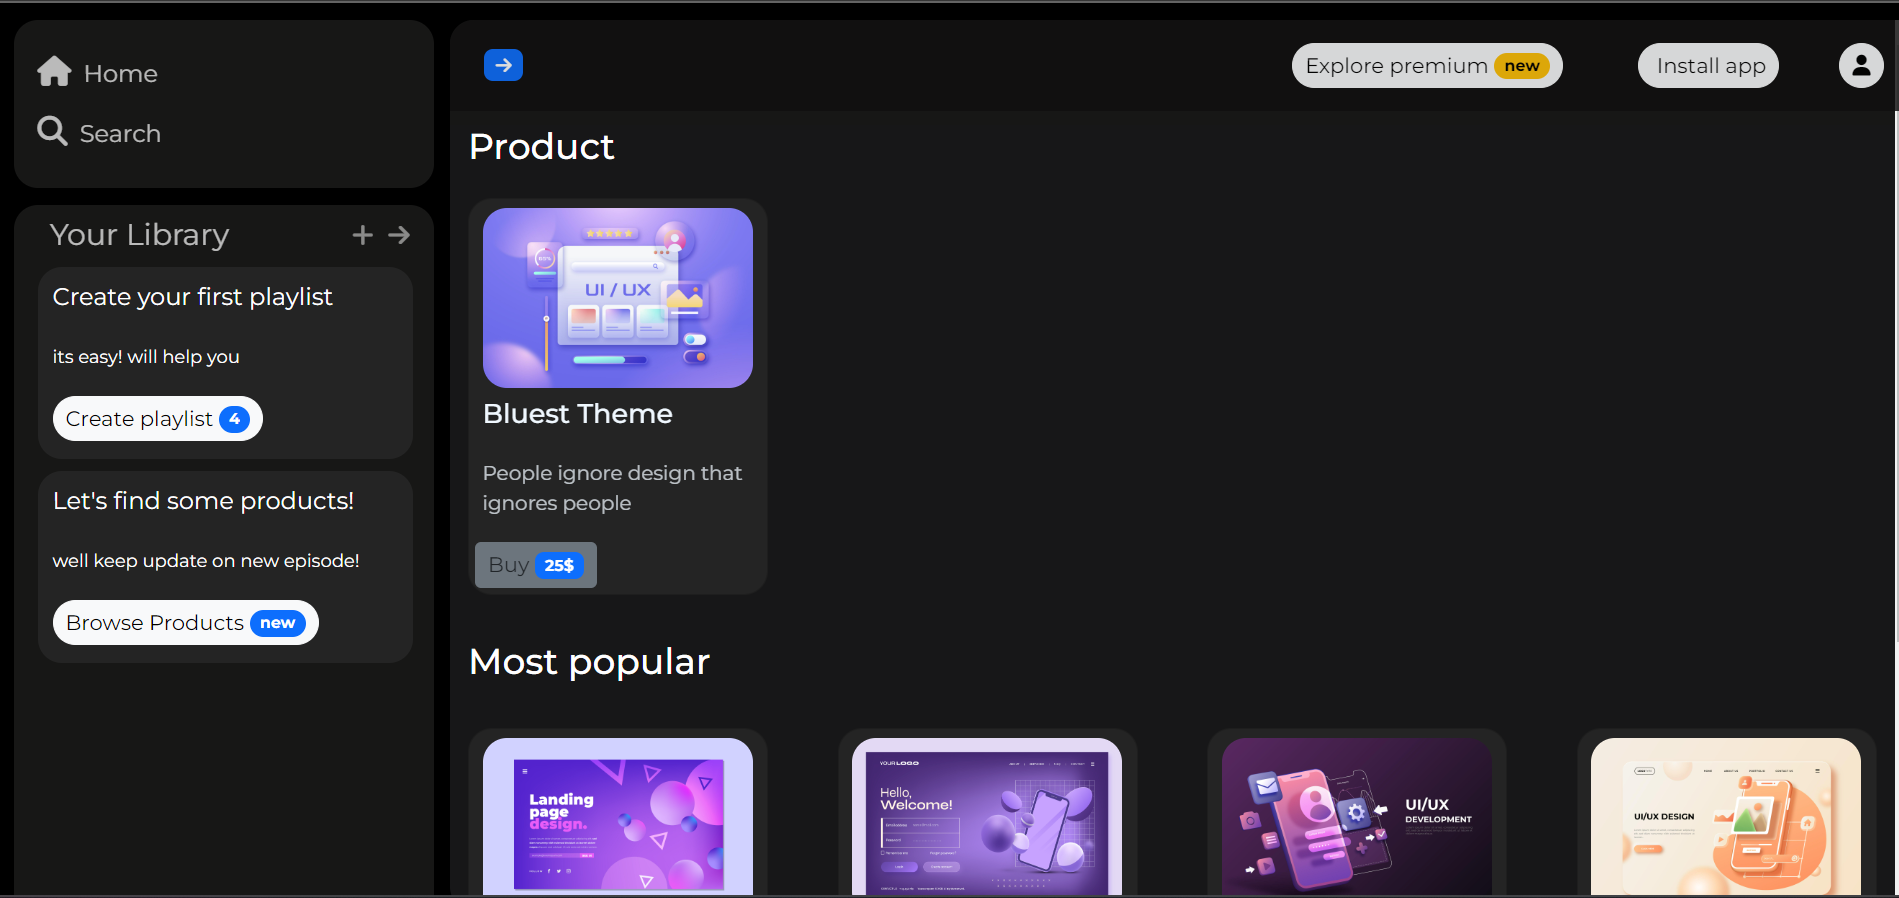 Home
Search
Your Library
Create your first playlist
its easy! will help you
Create playlist 4
Let's find some products!
well keep update on new episode!
Browse Products new
Explore premium new
Install app
Product
UI / UX
Bluest Theme
People ignore design that
ignores people
Buy 25$
Most popular
Landing
page
design.
YOUR LOGO
Hello,
Welcome!
UI/UX
DEVELOPMENT
UI/UX DESIGN